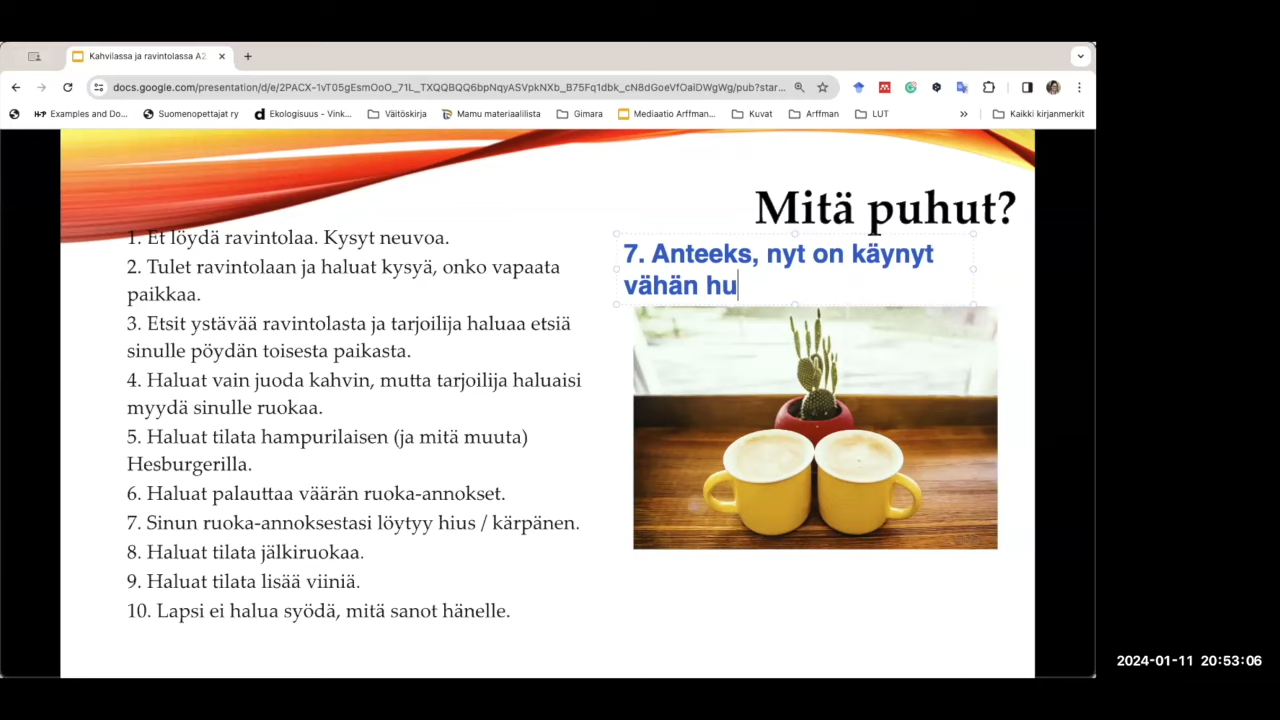 Kahvilassa ja ravintolassa A2
docs.google.com/presentation/d/e/2PACX-1vT05gEsmOoO_71L_TXQQBQQ6bpNqyASVpkNXb_B75Fq1dbk_cN8dGoeVfOaiDWgWg/pub?star...
Examples and Do... Suomenopettajat ry Ekologisuus - Vink... Väitöskirja Mamu materiaalilista Gimara Mediaatio Arffman... Kuvat Arffman LUT » Kaikki kirjanmerkit
Mitä puhut?
1. Et löydä ravintolaa. Kysyt neuvoa.
2. Tulet ravintolaan ja haluat kysyä, onko vapaata
paikkaa.
3. Etsit ystävää ravintolasta ja tarjoilija haluaa etsiä
sinulle pöydän toisesta paikasta.
4. Haluat vain juoda kahvin, mutta tarjoilija haluaisi
myydä sinulle ruokaa.
5. Haluat tilata hampurilaisen (ja mitä muuta)
Hesburgerilla.
6. Haluat palauttaa väärän ruoka-annokset.
7. Sinun ruoka-annoksestasi löytyy hius / kärpänen.
8. Haluat tilata jälkiruokaa.
9. Haluat tilata lisää viiniä.
10. Lapsi ei halua syödä, mitä sanot hänelle.
7. Anteeks, nyt on käynyt
vähän hu
2024-01-11 20:53:06